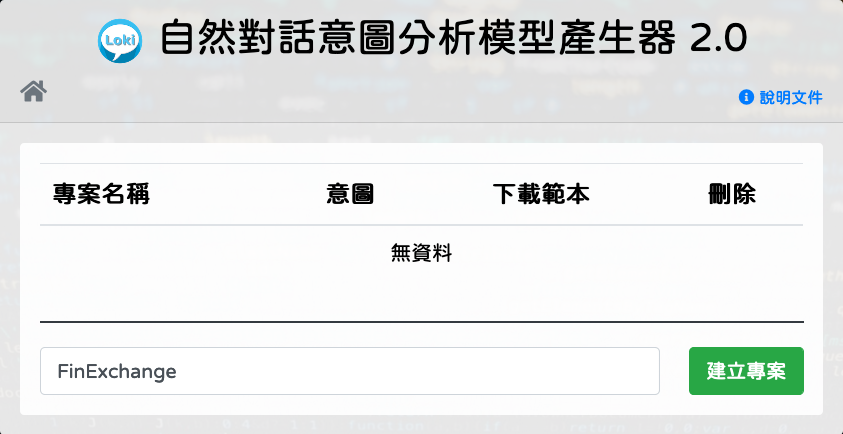 Loki 自然對話意圖分析模型產生器 2.0
說明文件
專案名稱 意圖 下載範本 刪除
無資料
FinExchange 建立專案